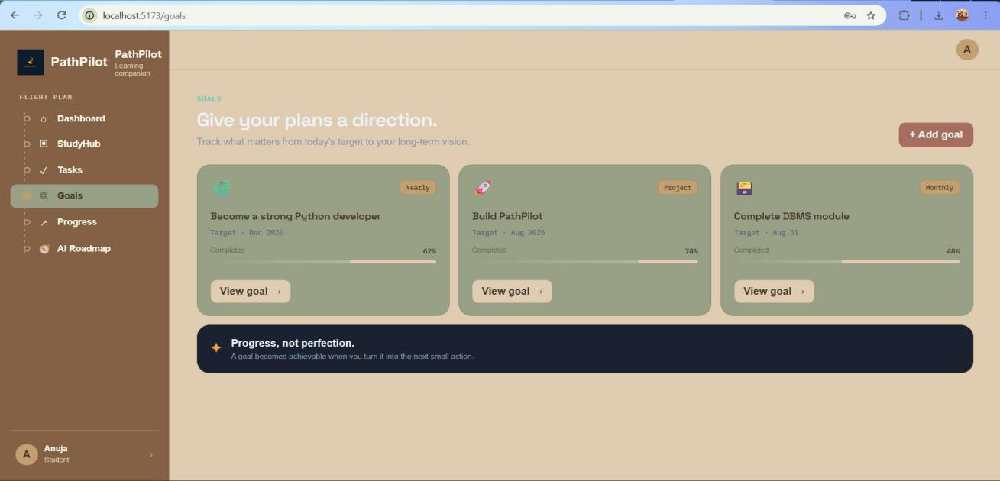 localhost:5173/goals
PathPilot
PathPilot
Learning
companion
A
FLIGHT PLAN
Dashboard
StudyHub
Tasks
Goals
Progress
AI Roadmap
GOALS
Give your plans a direction.
Track what matters from today's target to your long-term vision.
+ Add goal
Yearly
Become a strong Python developer
Target · Dec 2026
Completed 62%
View goal →
Project
Build PathPilot
Target · Aug 2026
Completed 74%
View goal →
Monthly
Complete DBMS module
Target · Aug 31
Completed 48%
View goal →
Progress, not perfection.
A goal becomes achievable when you turn it into the next small action.
A
Anuja
Student